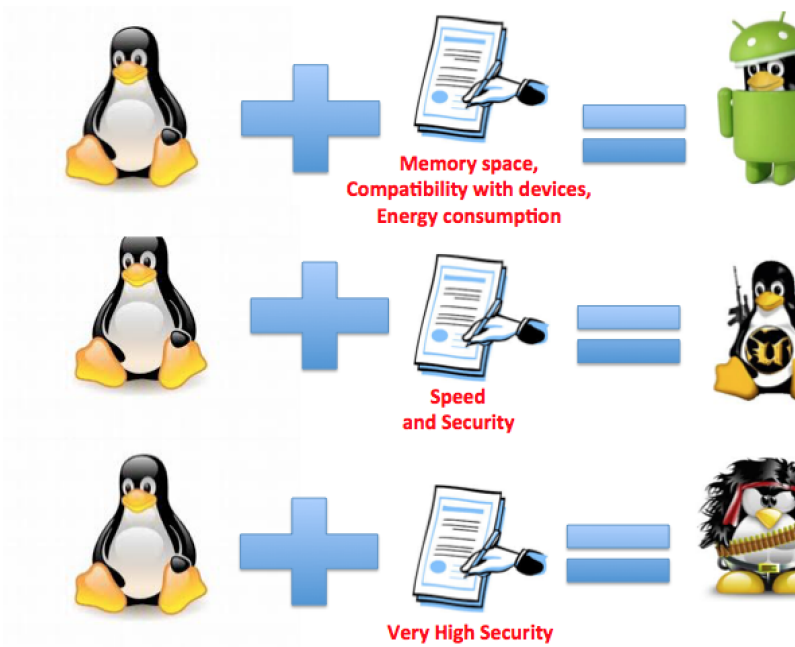 Memory space,
Compatibility with devices,
Energy consumption
Speed
and Security
Very High Security